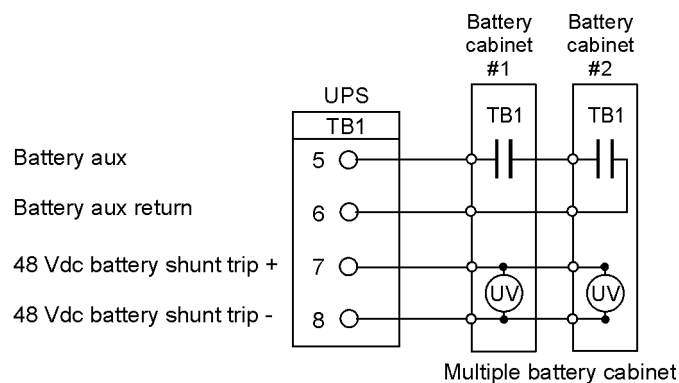 Battery cabinet #1
Battery cabinet #2
UPS
TB1
TB1
TB1
Battery aux
5
Battery aux return
6
48 Vdc battery shunt trip +
7
UV
UV
48 Vdc battery shunt trip -
8
Multiple battery cabinet